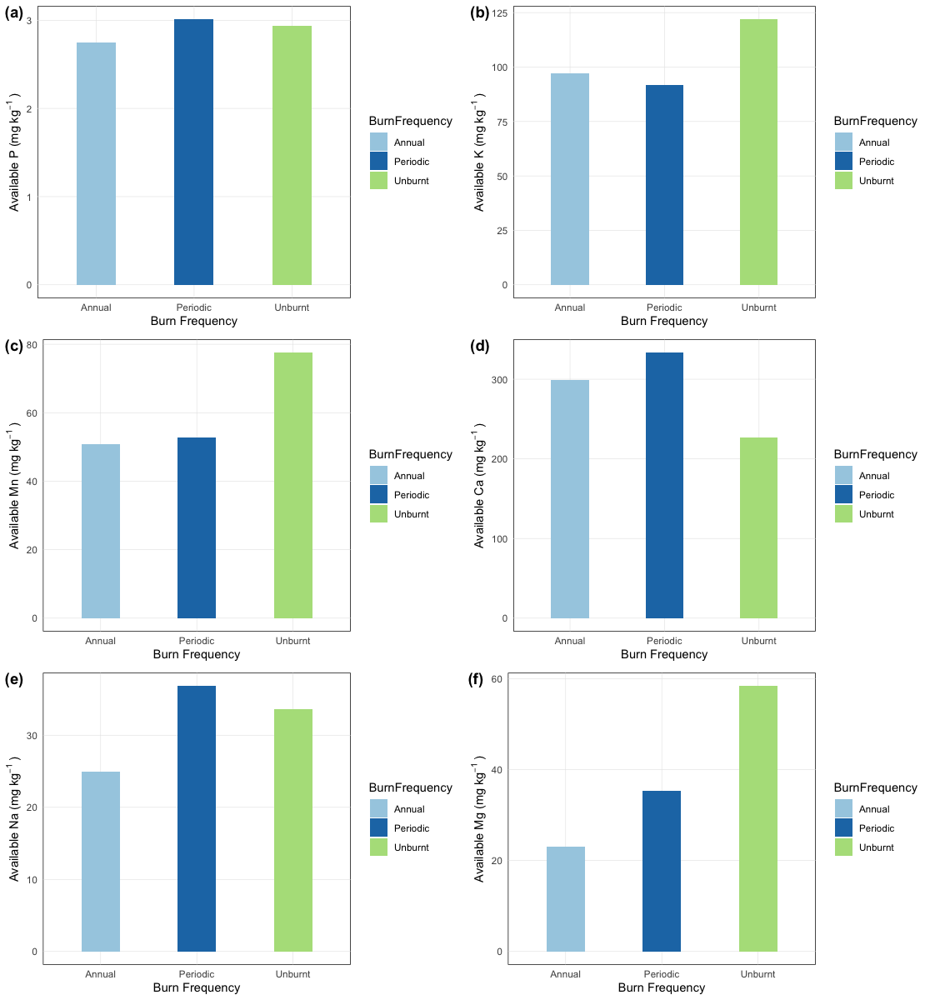 (a)
Available P (mg kg⁻¹ )
3
2
1
0
Annual Periodic Unburnt
Burn Frequency
BurnFrequency
Annual
Periodic
Unburnt
(b)
Available K (mg kg⁻¹ )
125
100
75
50
25
0
Annual Periodic Unburnt
Burn Frequency
BurnFrequency
Annual
Periodic
Unburnt
(c)
Available Mn (mg kg⁻¹ )
80
60
40
20
0
Annual Periodic Unburnt
Burn Frequency
BurnFrequency
Annual
Periodic
Unburnt
(d)
Available Ca (mg kg⁻¹ )
300
200
100
0
Annual Periodic Unburnt
Burn Frequency
BurnFrequency
Annual
Periodic
Unburnt
(e)
Available Na (mg kg⁻¹ )
30
20
10
0
Annual Periodic Unburnt
Burn Frequency
BurnFrequency
Annual
Periodic
Unburnt
(f)
Available Mg (mg kg⁻¹ )
60
40
20
0
Annual Periodic Unburnt
Burn Frequency
BurnFrequency
Annual
Periodic
Unburnt